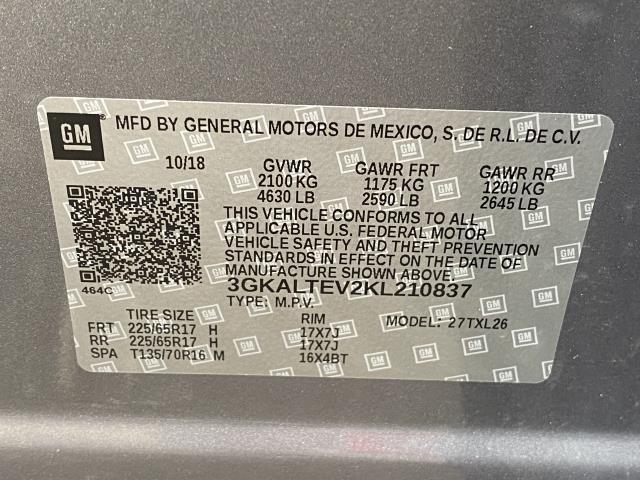 GM MFD BY GENERAL MOTORS DE MEXICO, S. DE R.L. DE C.V.
10/18 GVWR GAWR FRT GAWR RR
2100 KG 1175 KG 1200 KG
4630 LB 2590 LB 2645 LB
THIS VEHICLE CONFORMS TO ALL
APPLICABLE U.S. FEDERAL MOTOR
VEHICLE SAFETY AND THEFT PREVENTION
STANDARDS IN EFFECT ON THE DATE OF
MANUFACTURE SHOWN ABOVE.
464C 3GKALTEV2KL210837
TYPE: M.P.V.
TIRE SIZE RIM MODEL: 27TXL26
FRT 225/65R17 H 17X7J
RR 225/65R17 H 17X7J
SPA T135/70R16 M 16X4BT